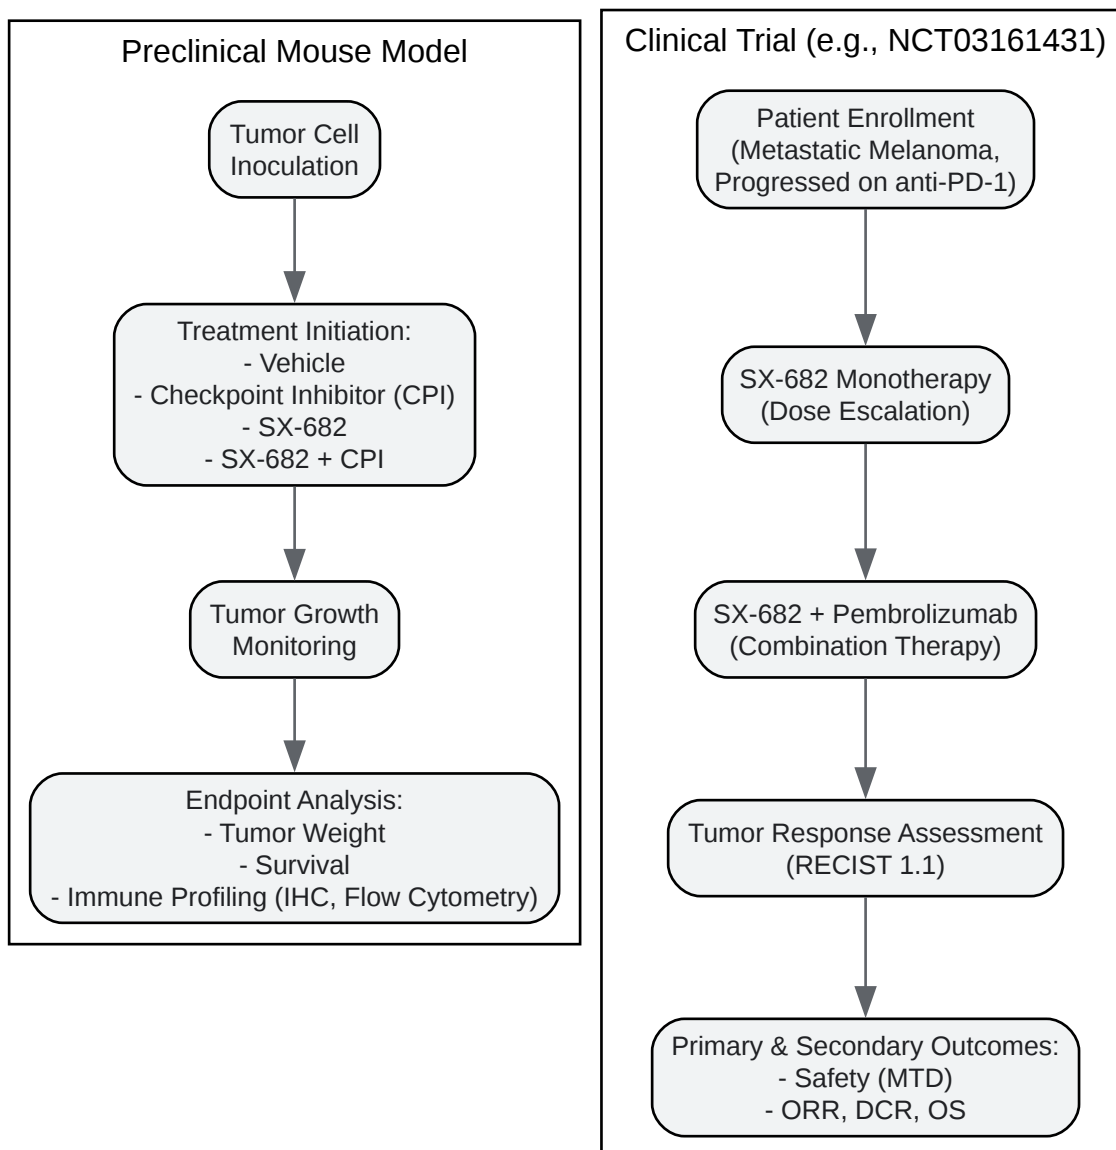 Preclinical Mouse Model
Tumor Cell
Inoculation
Treatment Initiation:
- Vehicle
- Checkpoint Inhibitor (CPI)
- SX-682
- SX-682 + CPI
Tumor Growth
Monitoring
Endpoint Analysis:
- Tumor Weight
- Survival
- Immune Profiling (IHC, Flow Cytometry)
Clinical Trial (e.g., NCT03161431)
Patient Enrollment
(Metastatic Melanoma,
Progressed on anti-PD-1)
SX-682 Monotherapy
(Dose Escalation)
SX-682 + Pembrolizumab
(Combination Therapy)
Tumor Response Assessment
(RECIST 1.1)
Primary & Secondary Outcomes:
- Safety (MTD)
- ORR, DCR, OS